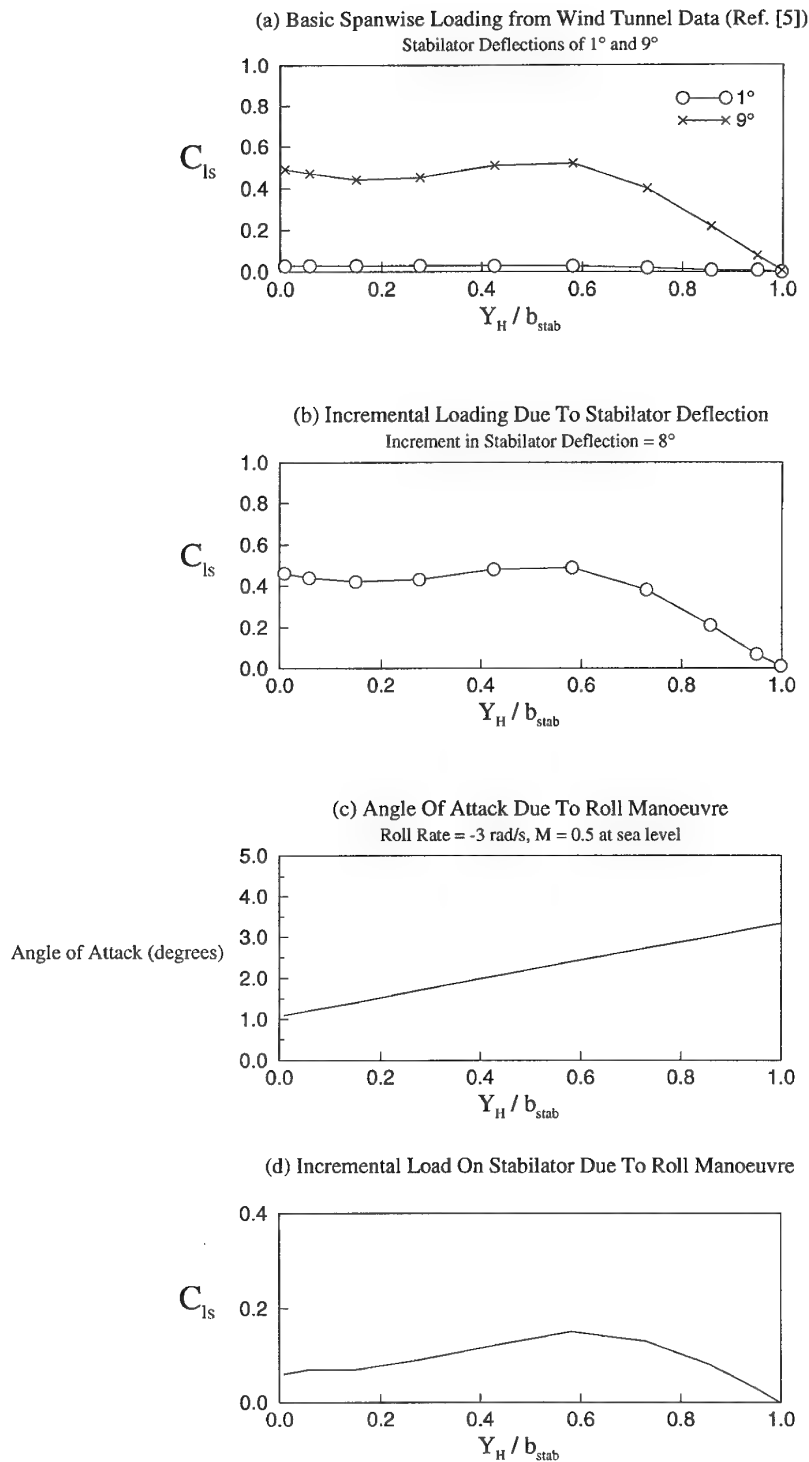 (a) Basic Spanwise Loading from Wind Tunnel Data (Ref. [5])
Stabilator Deflections of 1° and 9°
1.0
0.8
0.6
0.4
0.2
0.0
C_ls
1°
9°
0.0 0.2 0.4 0.6 0.8 1.0
Y_H / b_stab
(b) Incremental Loading Due To Stabilator Deflection
Increment in Stabilator Deflection = 8°
1.0
0.8
0.6
0.4
0.2
0.0
C_ls
0.0 0.2 0.4 0.6 0.8 1.0
Y_H / b_stab
(c) Angle Of Attack Due To Roll Manoeuvre
Roll Rate = -3 rad/s, M = 0.5 at sea level
5.0
4.0
3.0
2.0
1.0
0.0
Angle of Attack (degrees)
0.0 0.2 0.4 0.6 0.8 1.0
Y_H / b_stab
(d) Incremental Load On Stabilator Due To Roll Manoeuvre
0.4
0.2
0.0
C_ls
0.0 0.2 0.4 0.6 0.8 1.0
Y_H / b_stab